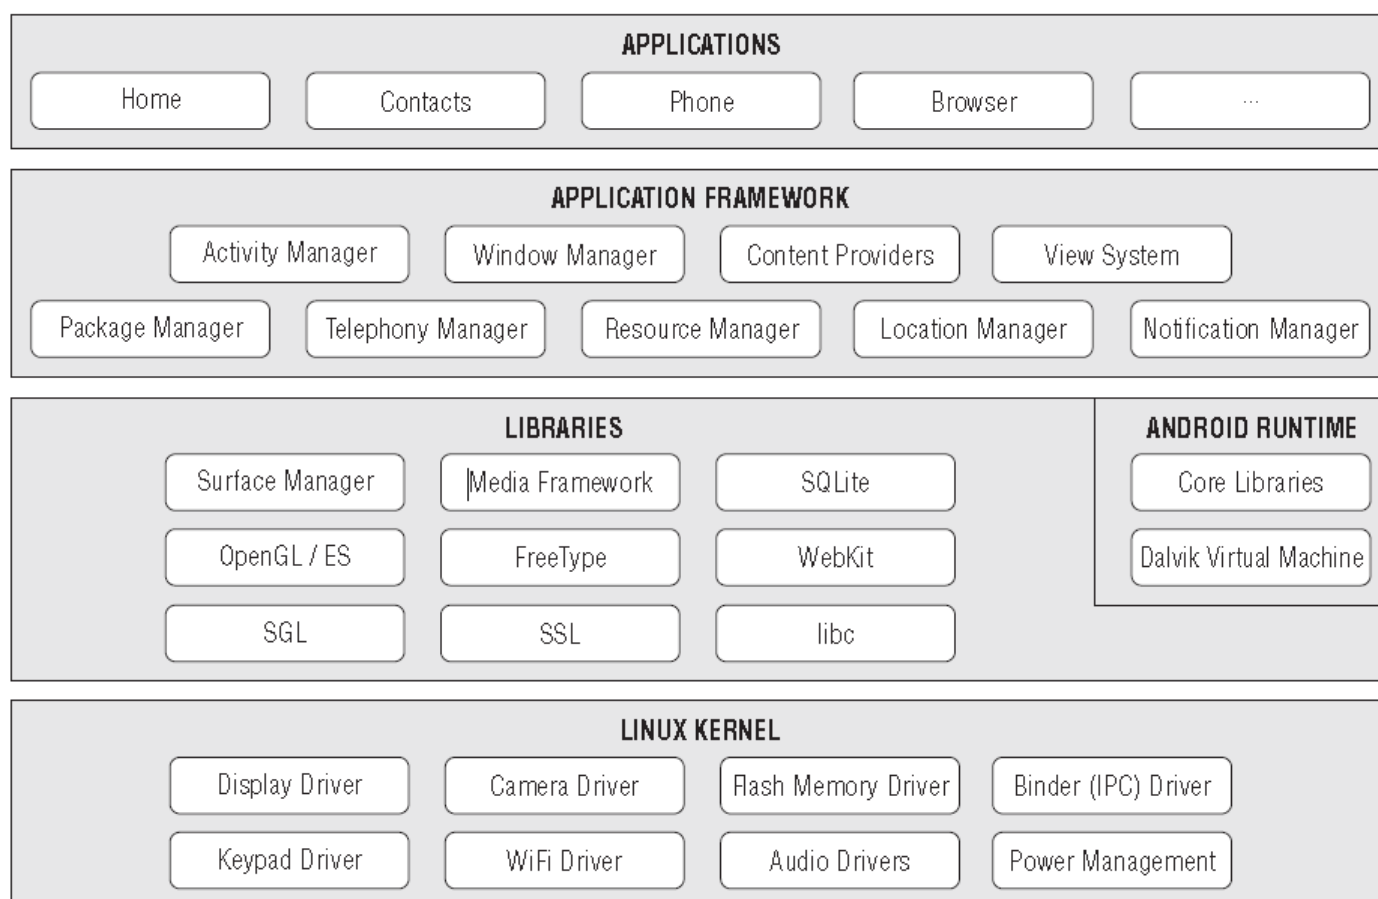 APPLICATIONS
Home
Contacts
Phone
Browser
...
APPLICATION FRAMEWORK
Activity Manager
Window Manager
Content Providers
View System
Package Manager
Telephony Manager
Resource Manager
Location Manager
Notification Manager
LIBRARIES
Surface Manager
Media Framework
SQLite
OpenGL / ES
FreeType
WebKit
SGL
SSL
libc
ANDROID RUNTIME
Core Libraries
Dalvik Virtual Machine
LINUX KERNEL
Display Driver
Camera Driver
Flash Memory Driver
Binder (IPC) Driver
Keypad Driver
WiFi Driver
Audio Drivers
Power Management